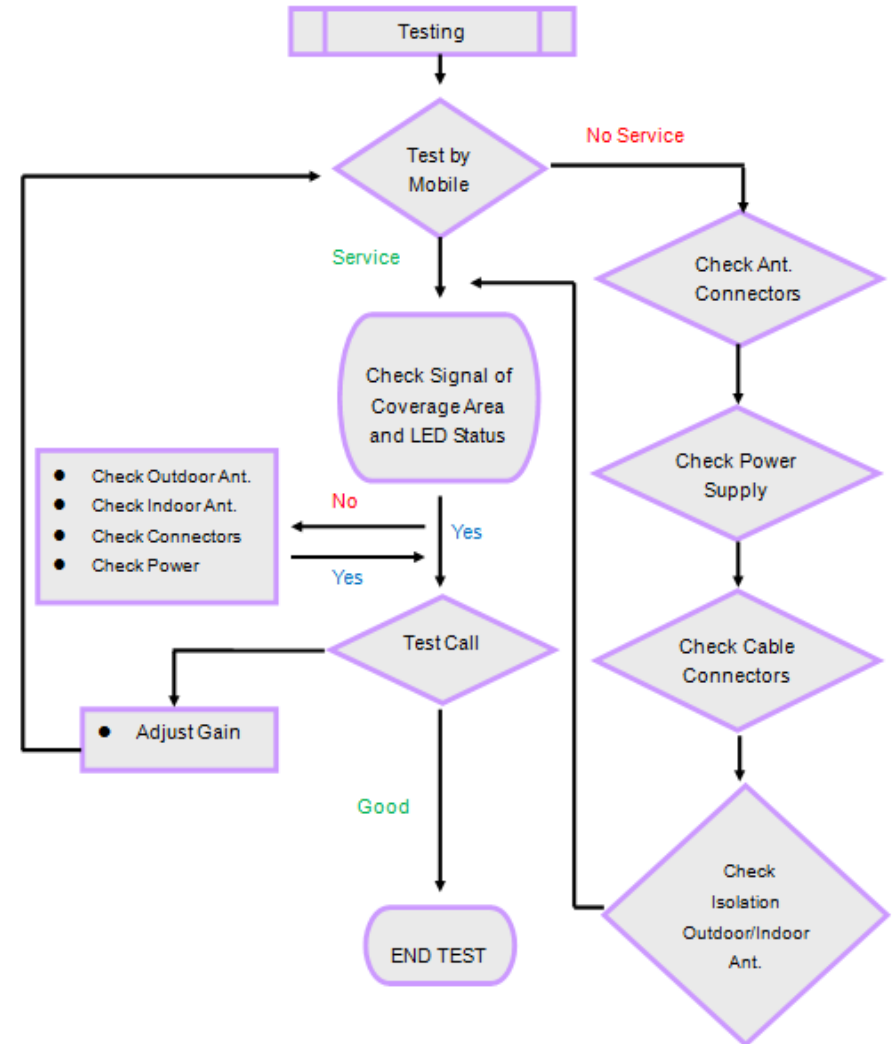 Testing
Test by
Mobile
No Service
Service
Check Ant.
Connectors
Check Signal of
Coverage Area
and LED Status
● Check Outdoor Ant.
● Check Indoor Ant.
● Check Connectors
● Check Power
No
Yes
Yes
Check Power
Supply
Test Call
Check Cable
Connectors
● Adjust Gain
Good
Check
Isolation
Outdoor/Indoor
Ant.
END TEST